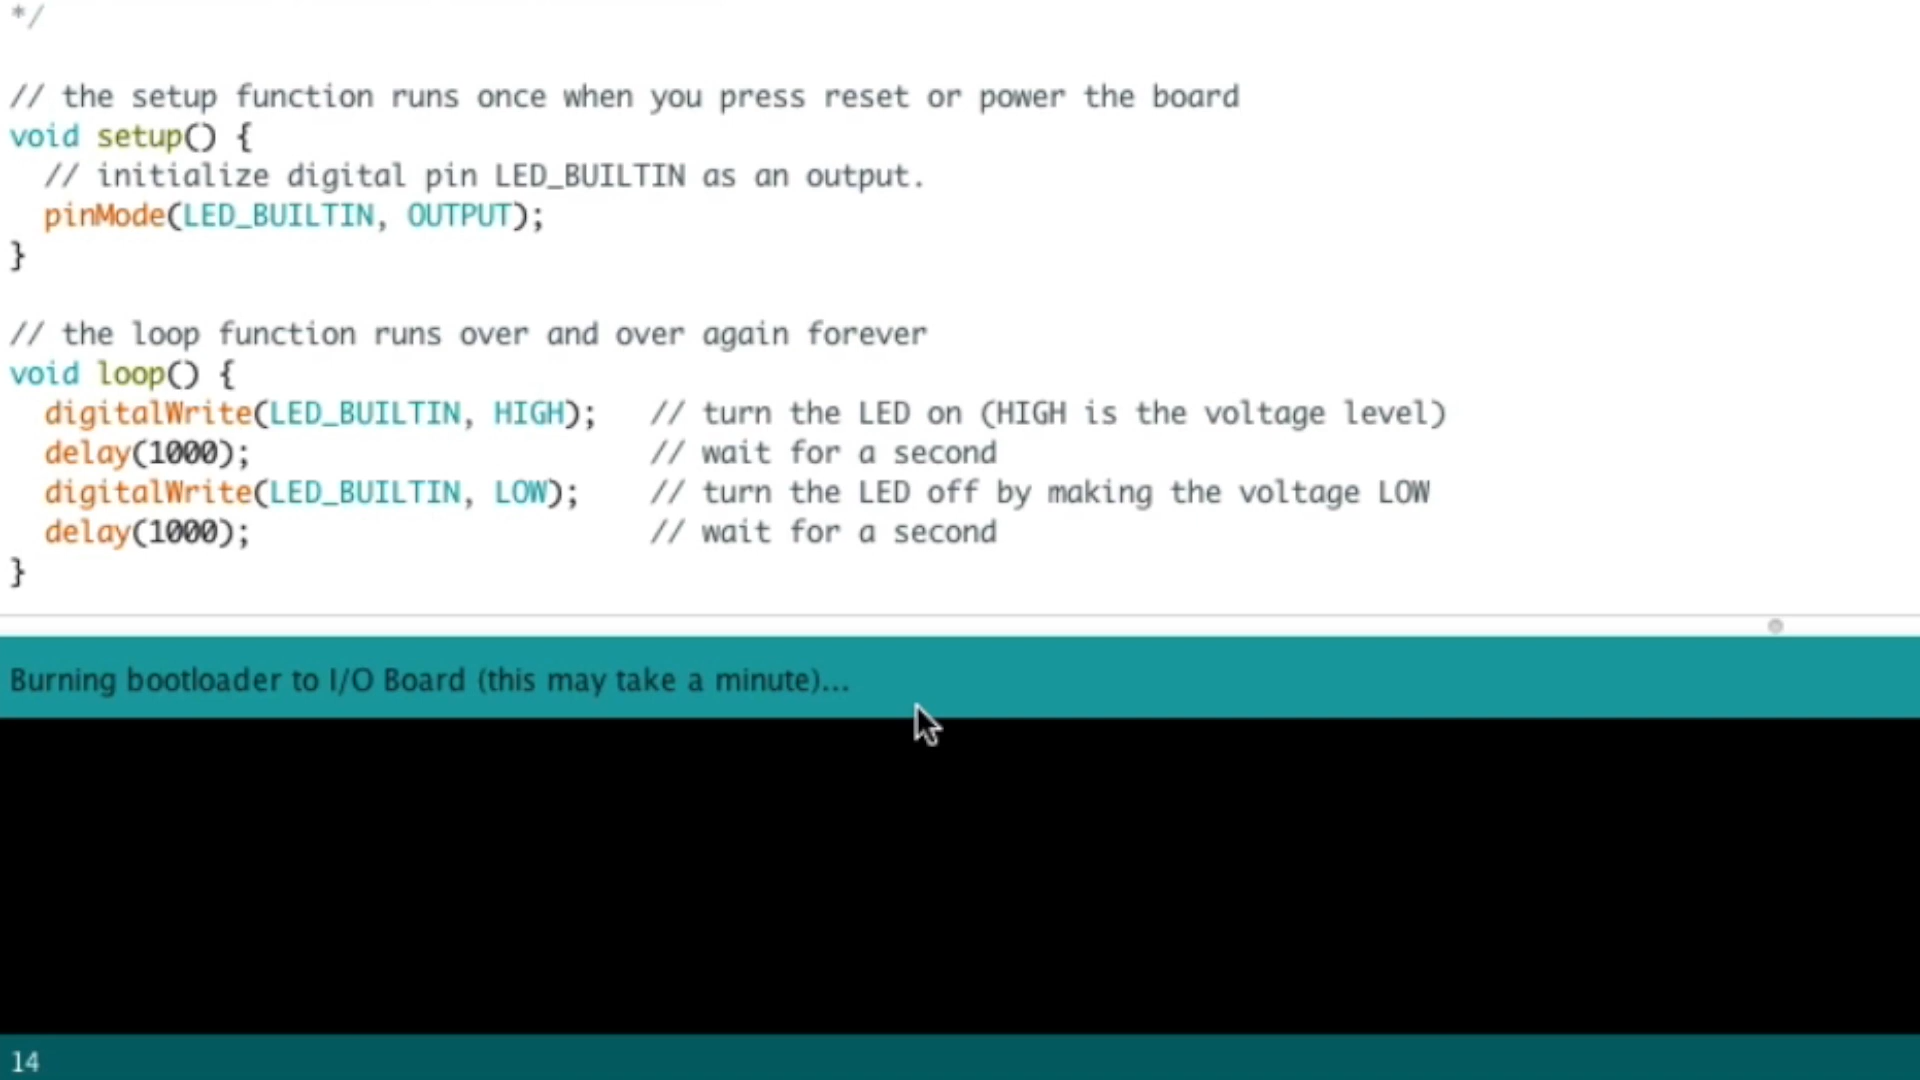 */
// the setup function runs once when you press reset or power the board
void setup() {
  // initialize digital pin LED_BUILTIN as an output.
  pinMode(LED_BUILTIN, OUTPUT);
}
// the loop function runs over and over again forever
void loop() {
  digitalWrite(LED_BUILTIN, HIGH);   // turn the LED on (HIGH is the voltage level)
  delay(1000);                       // wait for a second
  digitalWrite(LED_BUILTIN, LOW);    // turn the LED off by making the voltage LOW
  delay(1000);                       // wait for a second
}
Burning bootloader to I/O Board (this may take a minute)...
14